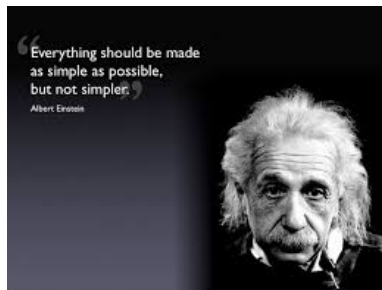 “Everything should be made
as simple as possible,
but not simpler.”
Albert Einstein